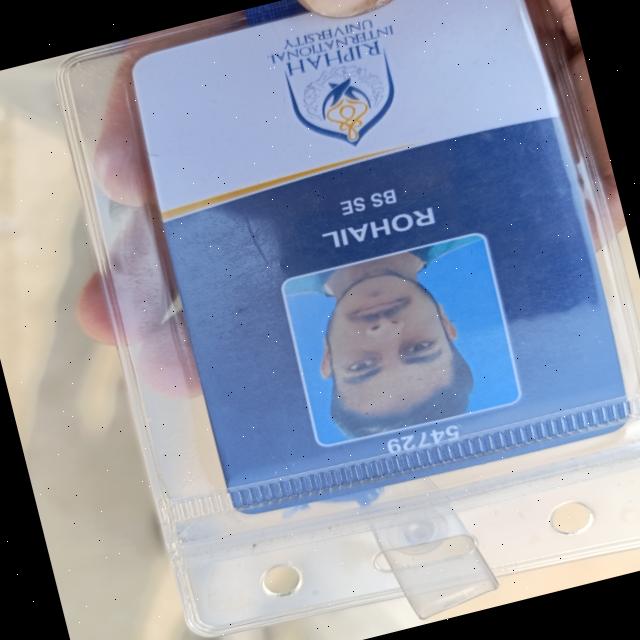 54729
ROHAIL
BS SE
RIPHAH
INTERNATIONAL
UNIVERSITY